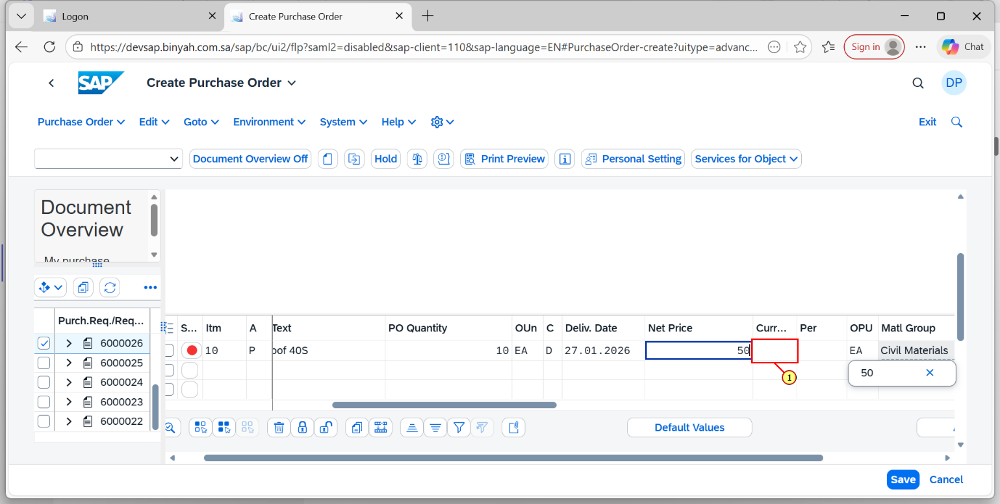 Logon
Create Purchase Order
https://devsap.binyah.com.sa/sap/bc/ui2/flp?saml2=disabled&sap-client=110&sap-language=EN#PurchaseOrder-create?uitype=advanc...
Sign in
Chat
SAP
Create Purchase Order
DP
Purchase Order
Edit
Goto
Environment
System
Help
Exit
Document Overview Off
Hold
Print Preview
Personal Setting
Services for Object
Document
Overview
My purchase
Purch.Req./Req...
S... Itm A Text PO Quantity OUn C Deliv. Date Net Price Curr... Per OPU Matl Group
6000026
10 P oof 40S 10 EA D 27.01.2026 50 EA Civil Materials
6000025
50
1
6000024
6000023
6000022
Default Values
Save
Cancel